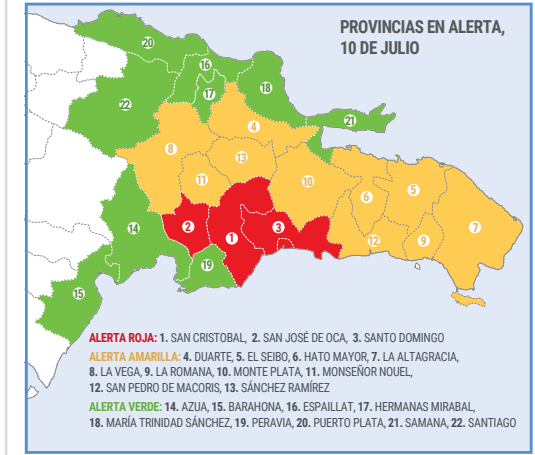 PROVINCIAS EN ALERTA,
10 DE JULIO
20
16
17
18
22
21
4
8
13
11
10
5
6
7
2
14
1
3
12
9
19
15
ALERTA ROJA: 1. SAN CRISTOBAL, 2. SAN JOSÉ DE OCA, 3. SANTO DOMINGO
ALERTA AMARILLA: 4. DUARTE, 5. EL SEIBO, 6. HATO MAYOR, 7. LA ALTAGRACIA,
8. LA VEGA, 9. LA ROMANA, 10. MONTE PLATA, 11. MONSEÑOR NOUEL,
12. SAN PEDRO DE MACORIS, 13. SÁNCHEZ RAMÍREZ
ALERTA VERDE: 14. AZUA, 15. BARAHONA, 16. ESPAILLAT, 17. HERMANAS MIRABAL,
18. MARÍA TRINIDAD SÁNCHEZ, 19. PERAVIA, 20. PUERTO PLATA, 21. SAMANA, 22. SANTIAGO